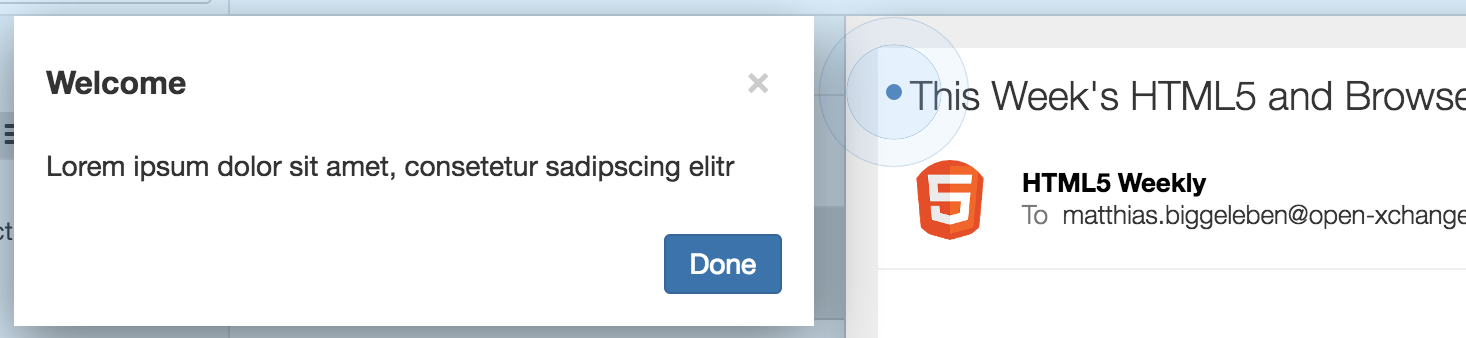 Welcome
×
Lorem ipsum dolor sit amet, consetetur sadipscing elitr
Done
This Week's HTML5 and Browse
HTML5 Weekly
To matthias.biggeleben@open-xchange
ct